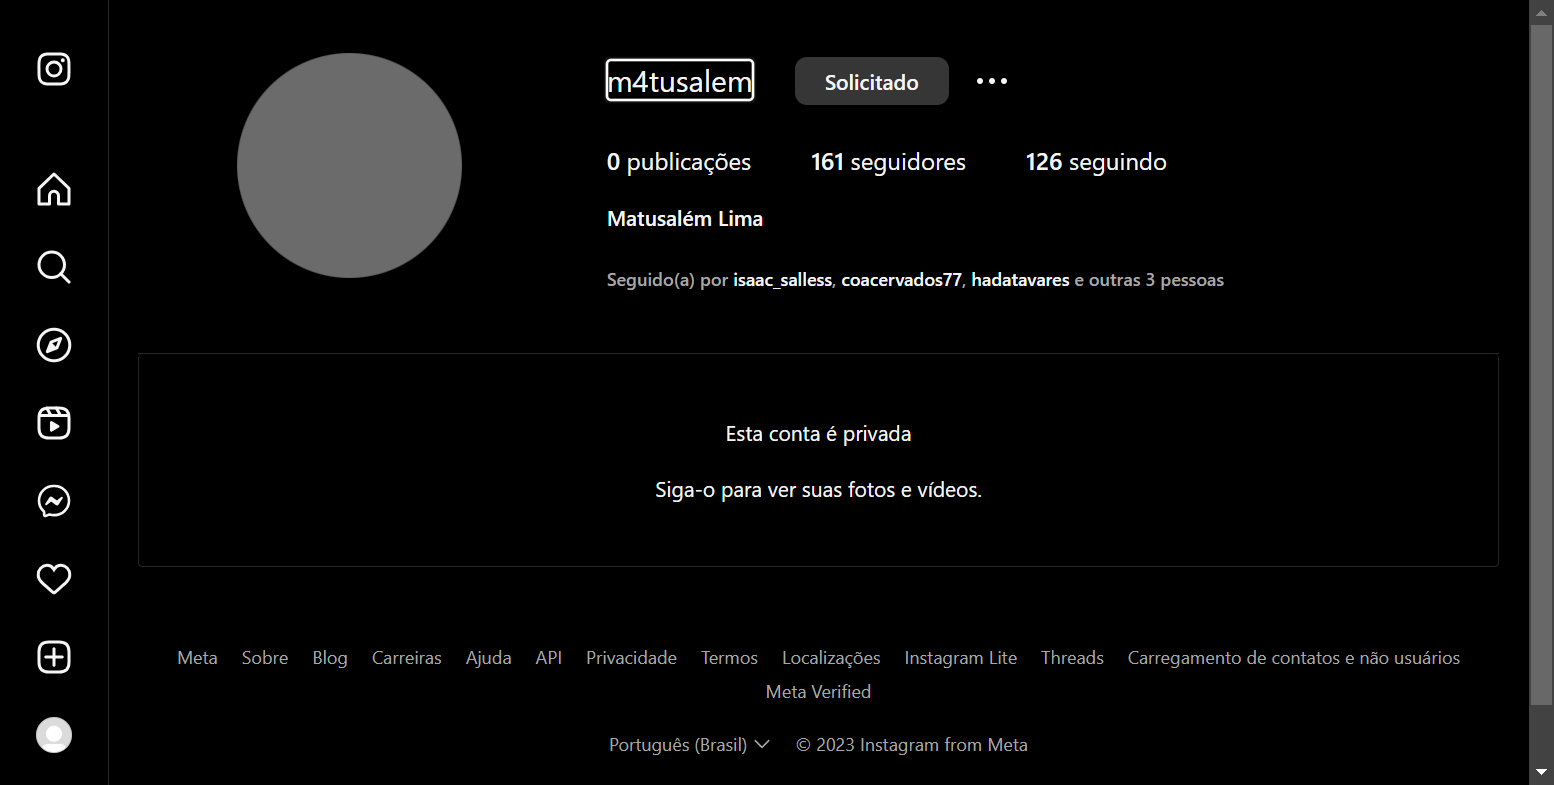 m4tusalem Solicitado
0 publicações 161 seguidores 126 seguindo
Matusalém Lima
Seguido(a) por isaac_salless, coacervados77, hadatavares e outras 3 pessoas
Esta conta é privada
Siga-o para ver suas fotos e vídeos.
Meta Sobre Blog Carreiras Ajuda API Privacidade Termos Localizações Instagram Lite Threads Carregamento de contatos e não usuários
Meta Verified
Português (Brasil) © 2023 Instagram from Meta